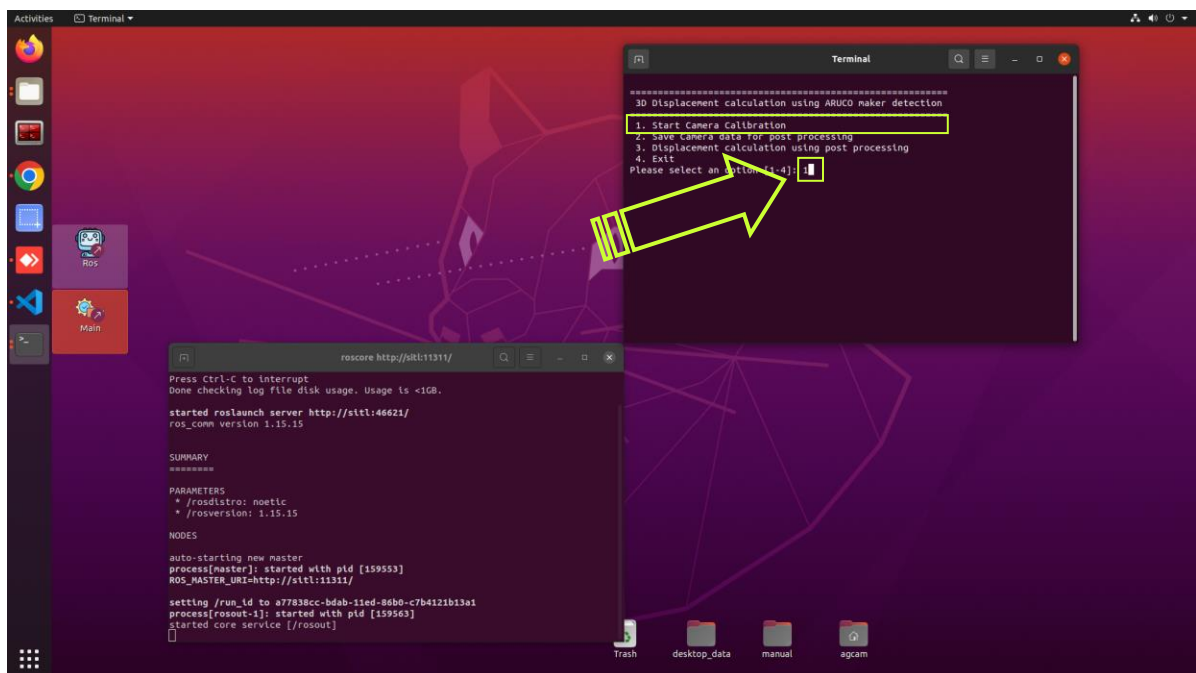 Activities
Terminal
Terminal
3D Displacement calculation using ARUCO maker detection
1. Start Camera Calibration
2. Save Camera data for post processing
3. Displacement calculation using post processing
4. Exit
Please select an option [1-4]: 1
Ros
Main
roscore http://sitl:11311/
Press Ctrl-C to interrupt
Done checking log file disk usage. Usage is <1GB.
started roslaunch server http://sitl:46621/
ros_comm version 1.15.15
SUMMARY
========
PARAMETERS
* /rosdistro: noetic
* /rosversion: 1.15.15
NODES
auto-starting new master
process[master]: started with pid [159553]
ROS_MASTER_URI=http://sitl:11311/
setting /run_id to a77838cc-bdab-11ed-86b0-c7b4121b13a1
process[rosout-1]: started with pid [159563]
started core service [/rosout]
Trash
desktop_data
manual
agcam